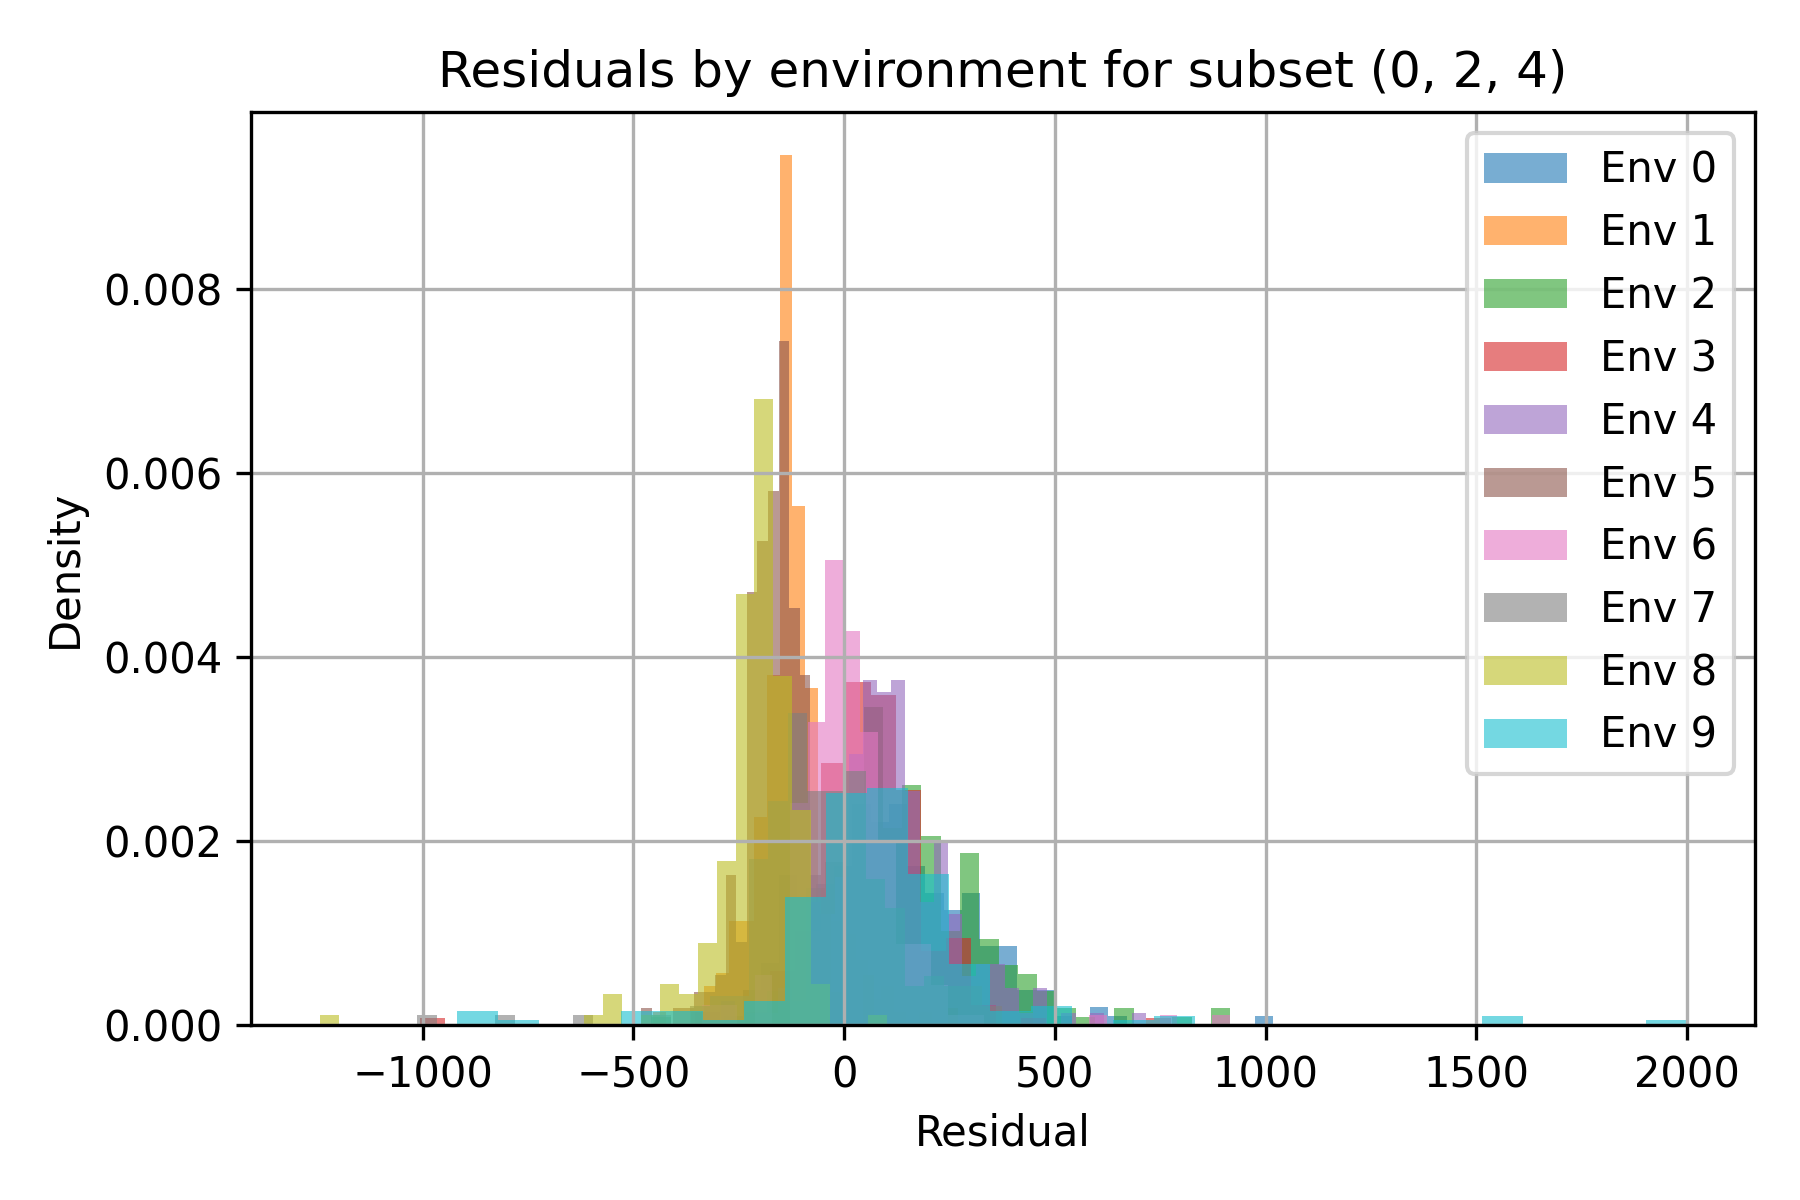 Residuals by environment for subset (0, 2, 4)
Density
0.008
0.006
0.004
0.002
0.000
−1000
−500
0
500
1000
1500
2000
Residual
Env 0
Env 1
Env 2
Env 3
Env 4
Env 5
Env 6
Env 7
Env 8
Env 9